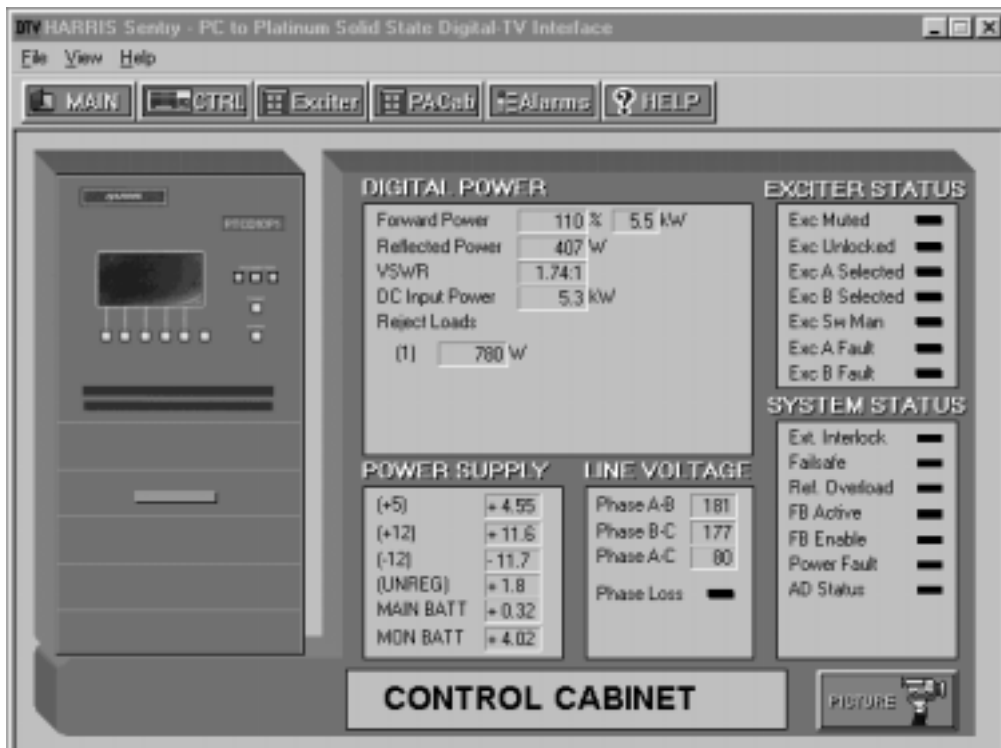 DTV HARRIS Sentry - PC to Platinum Solid State Digital-TV Interface
File View Help
MAIN CTRL Exciter PACab Alarms ? HELP
DIGITAL POWER
Forward Power 110 % 5.5 kW
Reflected Power 407 W
VSWR 1.74:1
DC Input Power 5.3 kW
Reject Loads
(1) 780 W
EXCITER STATUS
Exc Muted
Exc Unlocked
Exc A Selected
Exc B Selected
Exc Sw Man
Exc A Fault
Exc B Fault
SYSTEM STATUS
Ext. Interlock
Failsafe
Ref. Overload
FB Active
FB Enable
Power Fault
AD Status
POWER SUPPLY
(+5) + 4.55
(+12) + 11.6
(-12) - 11.7
(UNREG) + 1.8
MAIN BATT + 0.32
MON BATT + 4.02
LINE VOLTAGE
Phase A-B 181
Phase B-C 177
Phase A-C 80
Phase Loss
CONTROL CABINET
PICTURE